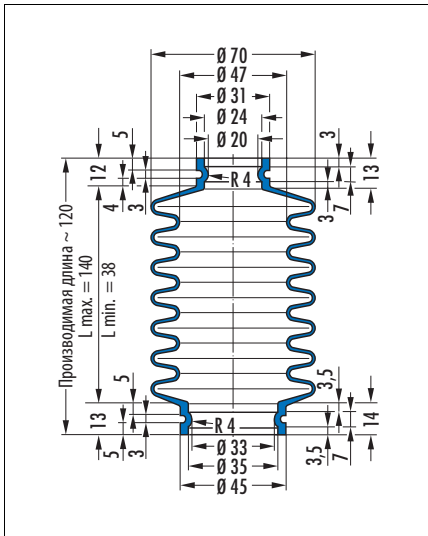 Ø 70
Ø 47
Ø 31
Ø 24
Ø 20
5
12
4
3
R 4
3
3
7
13
Производимая длина ~ 120
L max. = 140
L min. = 38
5
13
5
3
R 4
3,5
3,5
7
14
Ø 33
Ø 35
Ø 45